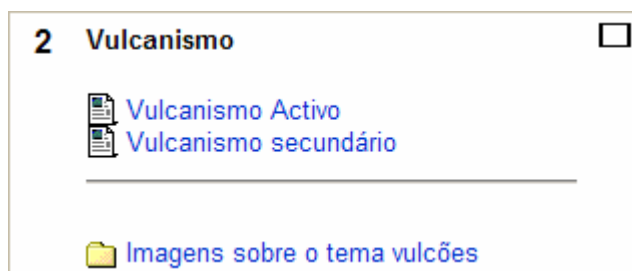 2 Vulcanismo
Vulcanismo Activo
Vulcanismo secundário
Imagens sobre o tema vulcões